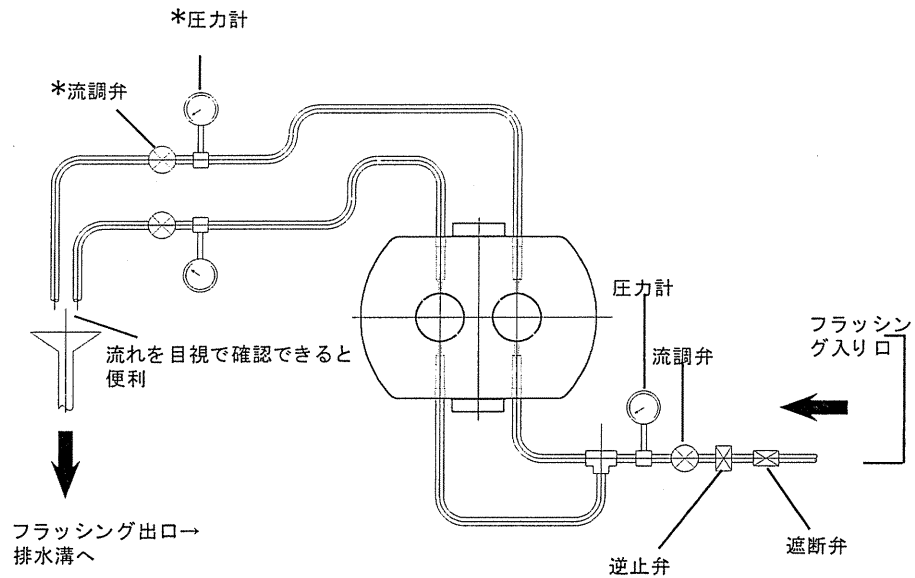 *圧力計
*流調弁
圧力計
フラッシン
グ入り口
流れを目視で確認できると
便利
流調弁
フラッシング出口→
排水溝へ
逆止弁
遮断弁